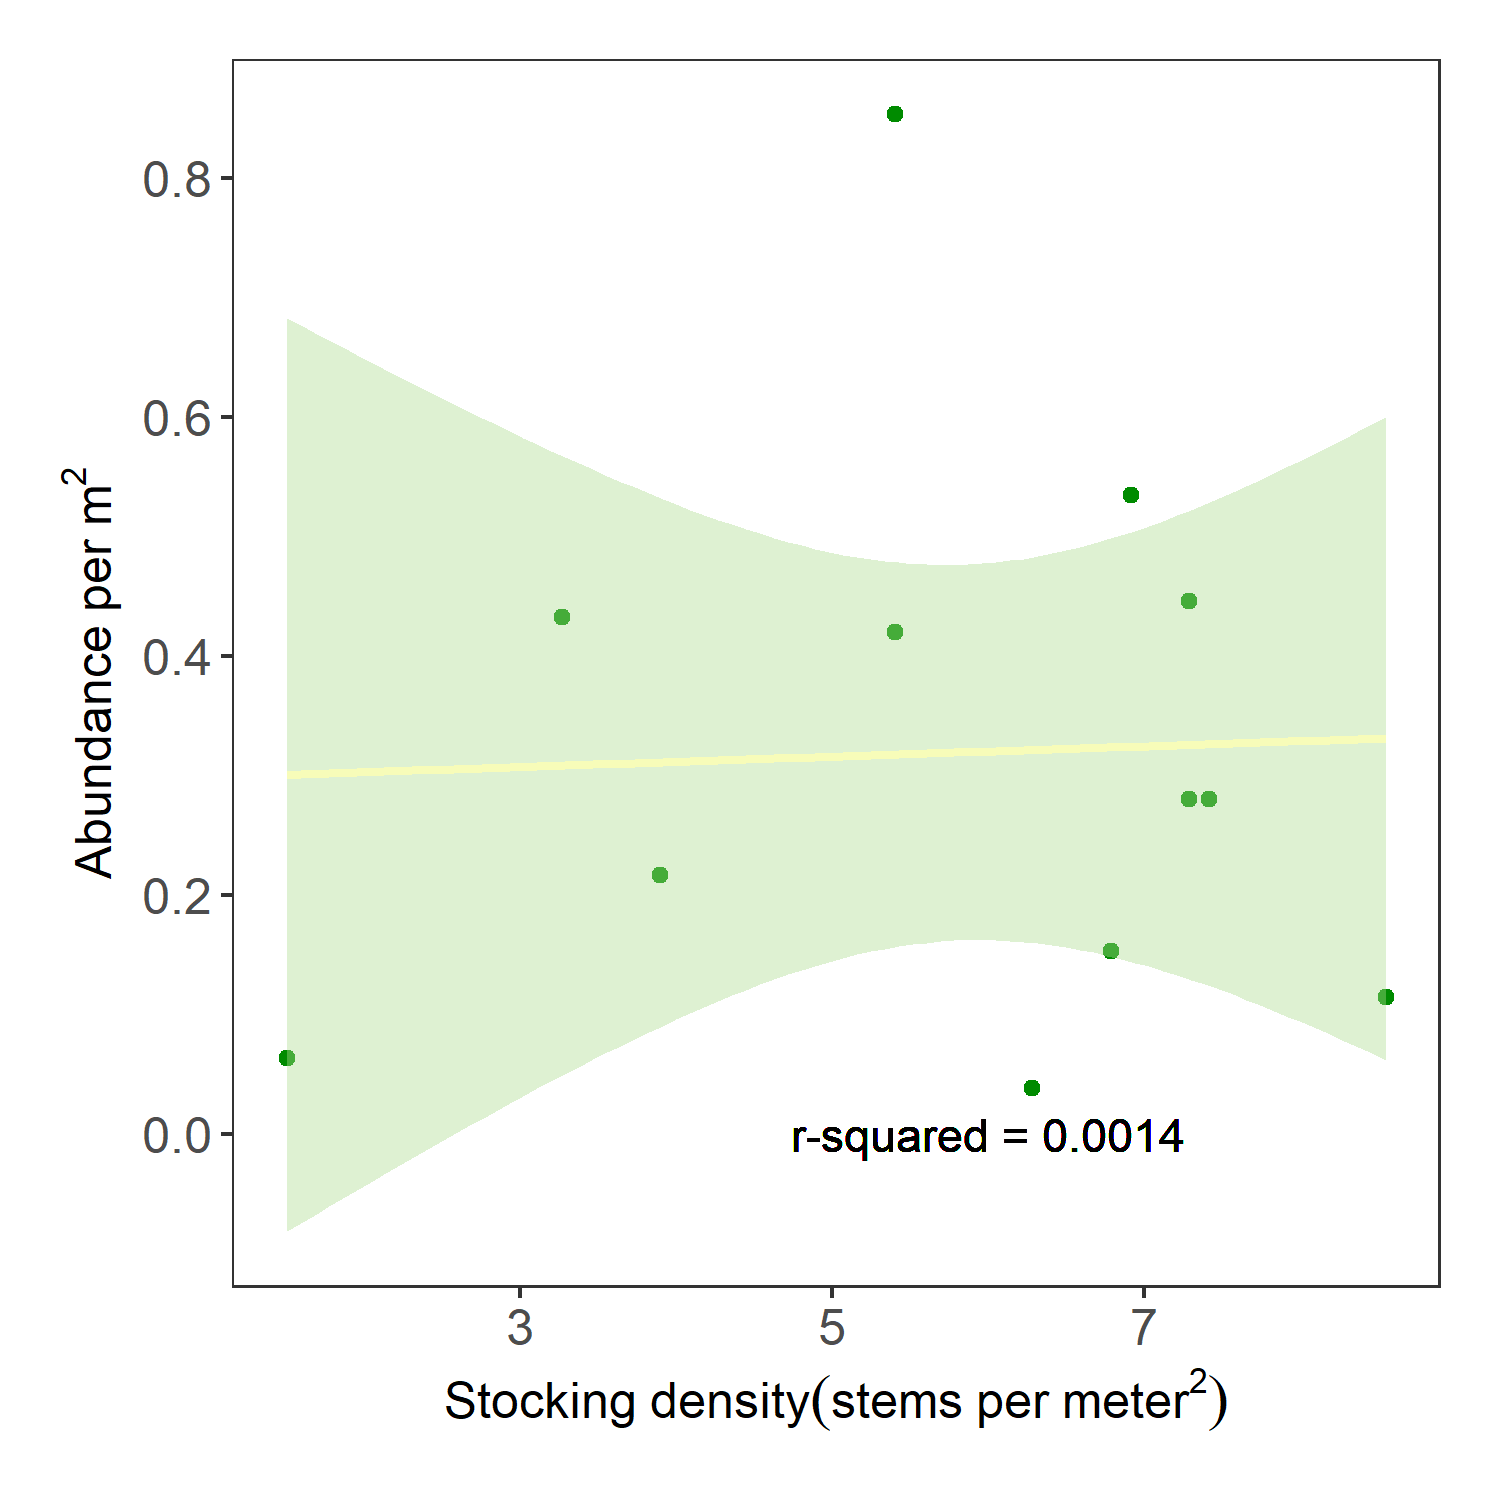 0.8
0.6
0.4
0.2
0.0
Abundance per m²
r-squared = 0.0014
3 5 7
Stocking density(stems per meter²)